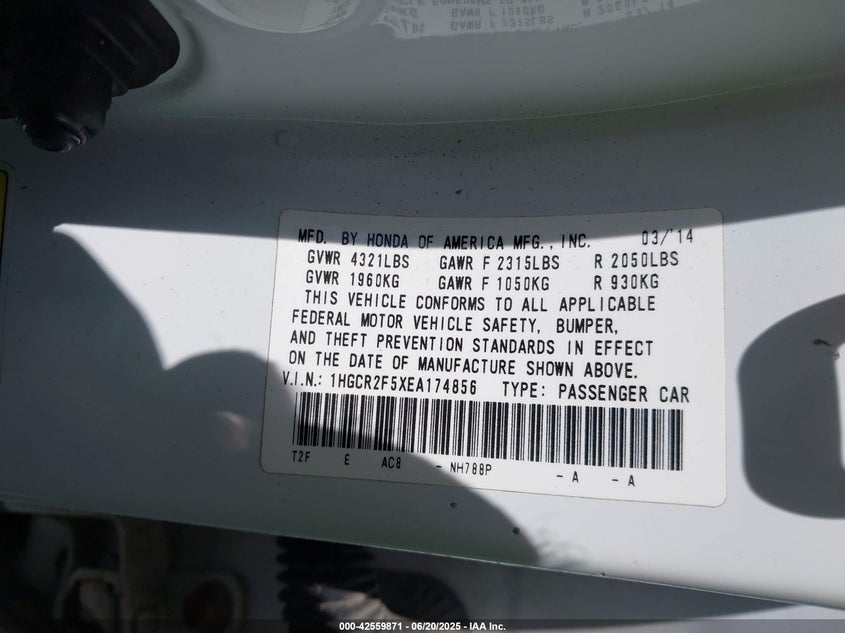 MFD. BY HONDA OF AMERICA MFG., INC. 03/'14
GVWR 4321LBS GAWR F 2315LBS R 2050LBS
GVWR 1960KG GAWR F 1050KG R 930KG
THIS VEHICLE CONFORMS TO ALL APPLICABLE
FEDERAL MOTOR VEHICLE SAFETY, BUMPER,
AND THEFT PREVENTION STANDARDS IN EFFECT
ON THE DATE OF MANUFACTURE SHOWN ABOVE.
V.I.N.: 1HGCR2F5XEA174856 TYPE: PASSENGER CAR
T2F E AC8 - NH788P - A - A
000-42559871 - 06/20/2025 - IAA Inc.